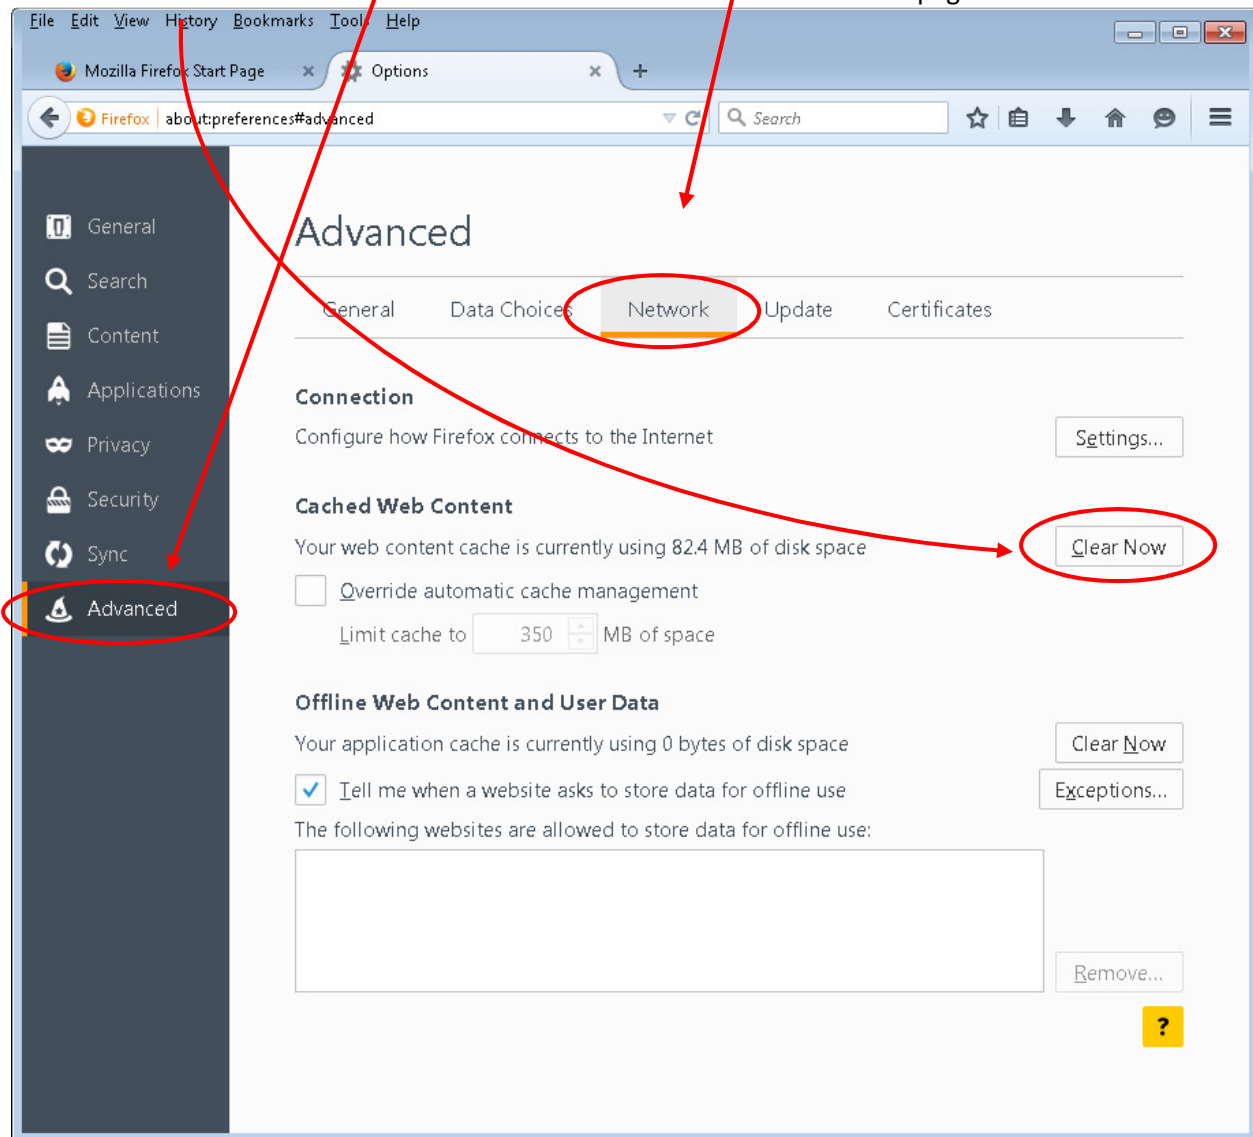 File Edit View History Bookmarks Tools Help
Mozilla Firefox Start Page × Options × +
Firefox about:preferences#advanced Search
General
Search
Content
Applications
Privacy
Security
Sync
Advanced
Advanced
General Data Choices Network Update Certificates
Connection
Configure how Firefox connects to the Internet Settings...
Cached Web Content
Your web content cache is currently using 82.4 MB of disk space Clear Now
Override automatic cache management
Limit cache to 350 MB of space
Offline Web Content and User Data
Your application cache is currently using 0 bytes of disk space Clear Now
Tell me when a website asks to store data for offline use Exceptions...
The following websites are allowed to store data for offline use:
Remove...
?